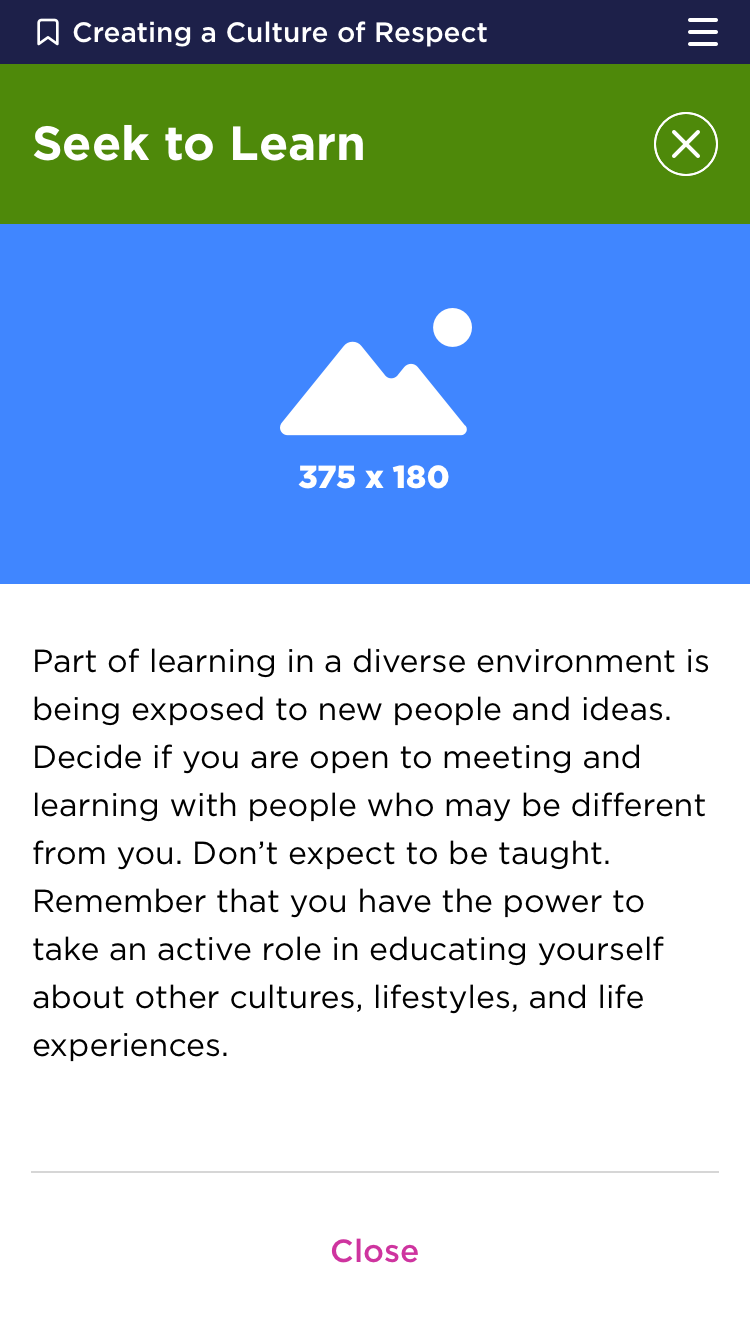 Creating a Culture of Respect
Seek to Learn
375 x 180
Part of learning in a diverse environment is
being exposed to new people and ideas.
Decide if you are open to meeting and
learning with people who may be different
from you. Don’t expect to be taught.
Remember that you have the power to
take an active role in educating yourself
about other cultures, lifestyles, and life
experiences.
Close